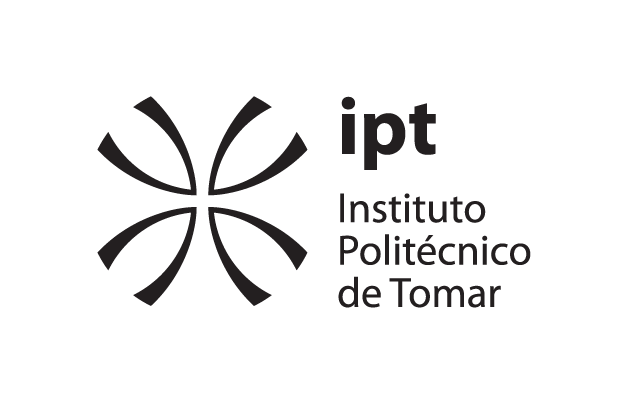 ipt
Instituto
Politécnico
de Tomar